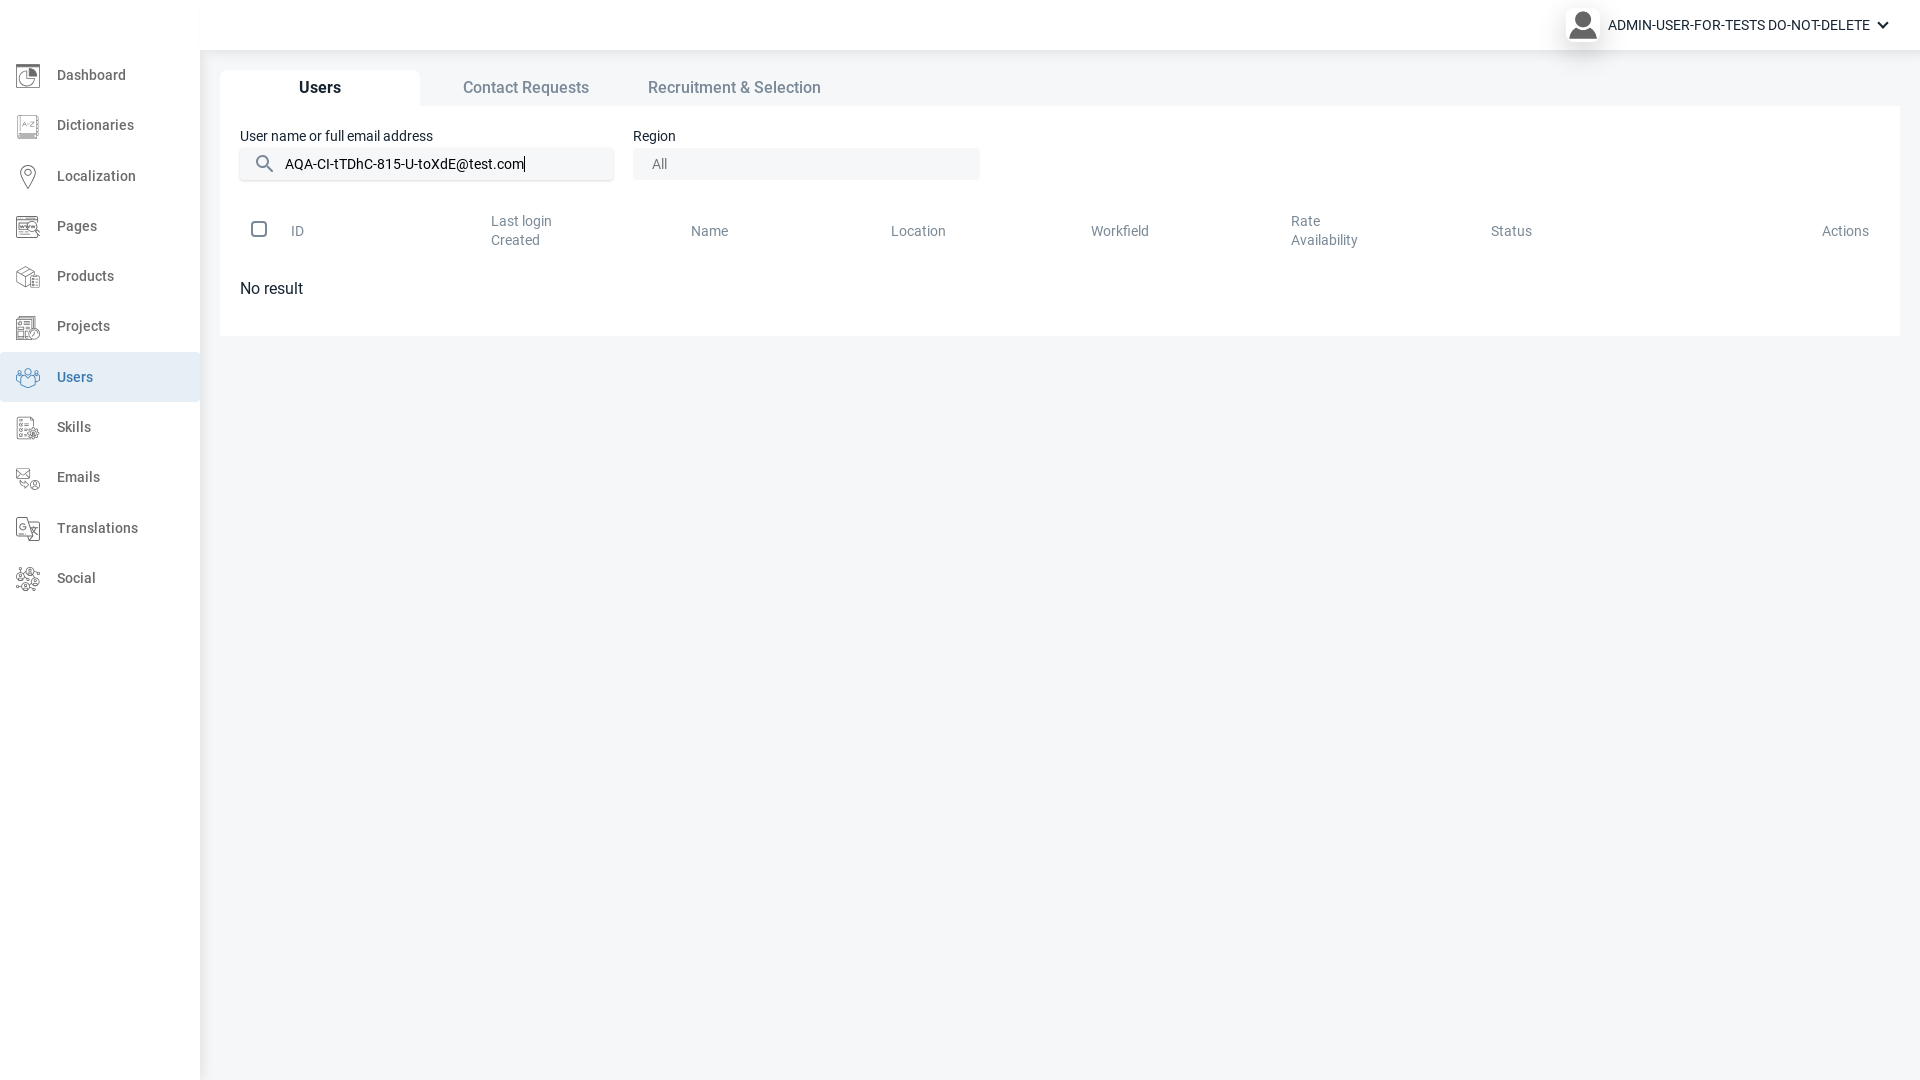 ADMIN-USER-FOR-TESTS DO-NOT-DELETE
Dashboard
Dictionaries
Localization
Pages
Products
Projects
Users
Skills
Emails
Translations
Social
Users
Contact Requests
Recruitment & Selection
User name or full email address
AQA-CI-tTDhC-815-U-toXdE@test.com
Region
All
ID
Last login
Created
Name
Location
Workfield
Rate
Availability
Status
Actions
No result